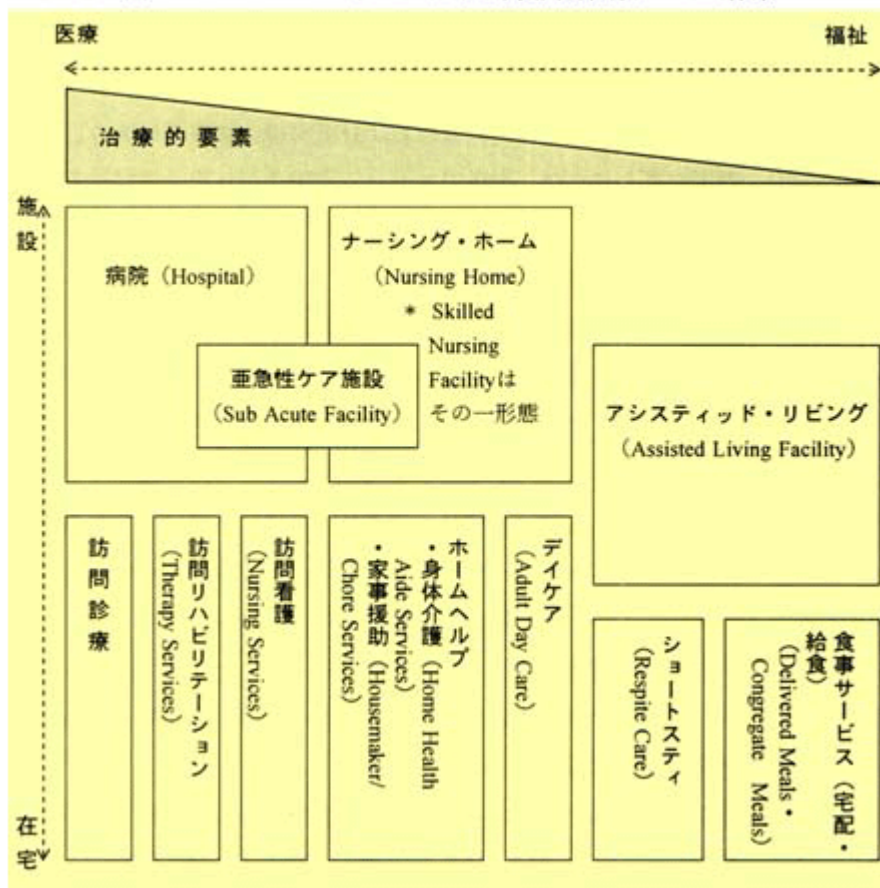 医療
福祉
治療的要素
施設
在宅
病院（Hospital）
亜急性ケア施設
（Sub Acute Facility）
ナーシング・ホーム
（Nursing Home）
* Skilled
Nursing
Facilityは
その一形態
アシスティッド・リビング
（Assisted Living Facility）
訪問診療
訪問リハビリテーション
（Therapy Services）
訪問看護
（Nursing Services）
ホームヘルプ
・身体介護（Home Health
Aide Services）
・家事援助（Housemaker/
Chore Services）
デイケア
（Adult Day Care）
ショートスティ
（Respite Care）
食事サービス（宅配・
給食）
（Delivered Meals・
Congregate Meals）